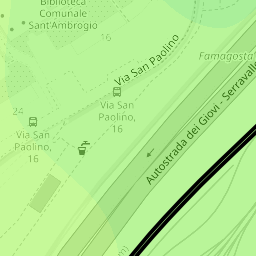 Biblioteca
Comunale
Sant'Ambrogio
16
Via San Paolino
Famagosta
24
Via San
Paolino,
16
Via San
Paolino,
16
Autostrada dei Giovi - Serravalle